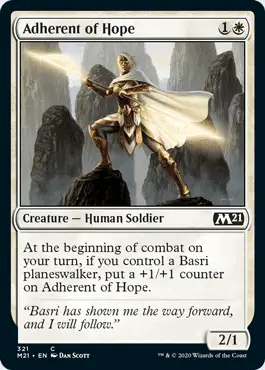 Adherent of Hope 1
Creature — Human Soldier M21
At the beginning of combat on
your turn, if you control a Basri
planeswalker, put a +1/+1 counter
on Adherent of Hope.
"Basri has shown me the way forward,
and I will follow."
2/1
321 C
M21 • EN DAN SCOTT
™ & © 2020 Wizards of the Coast